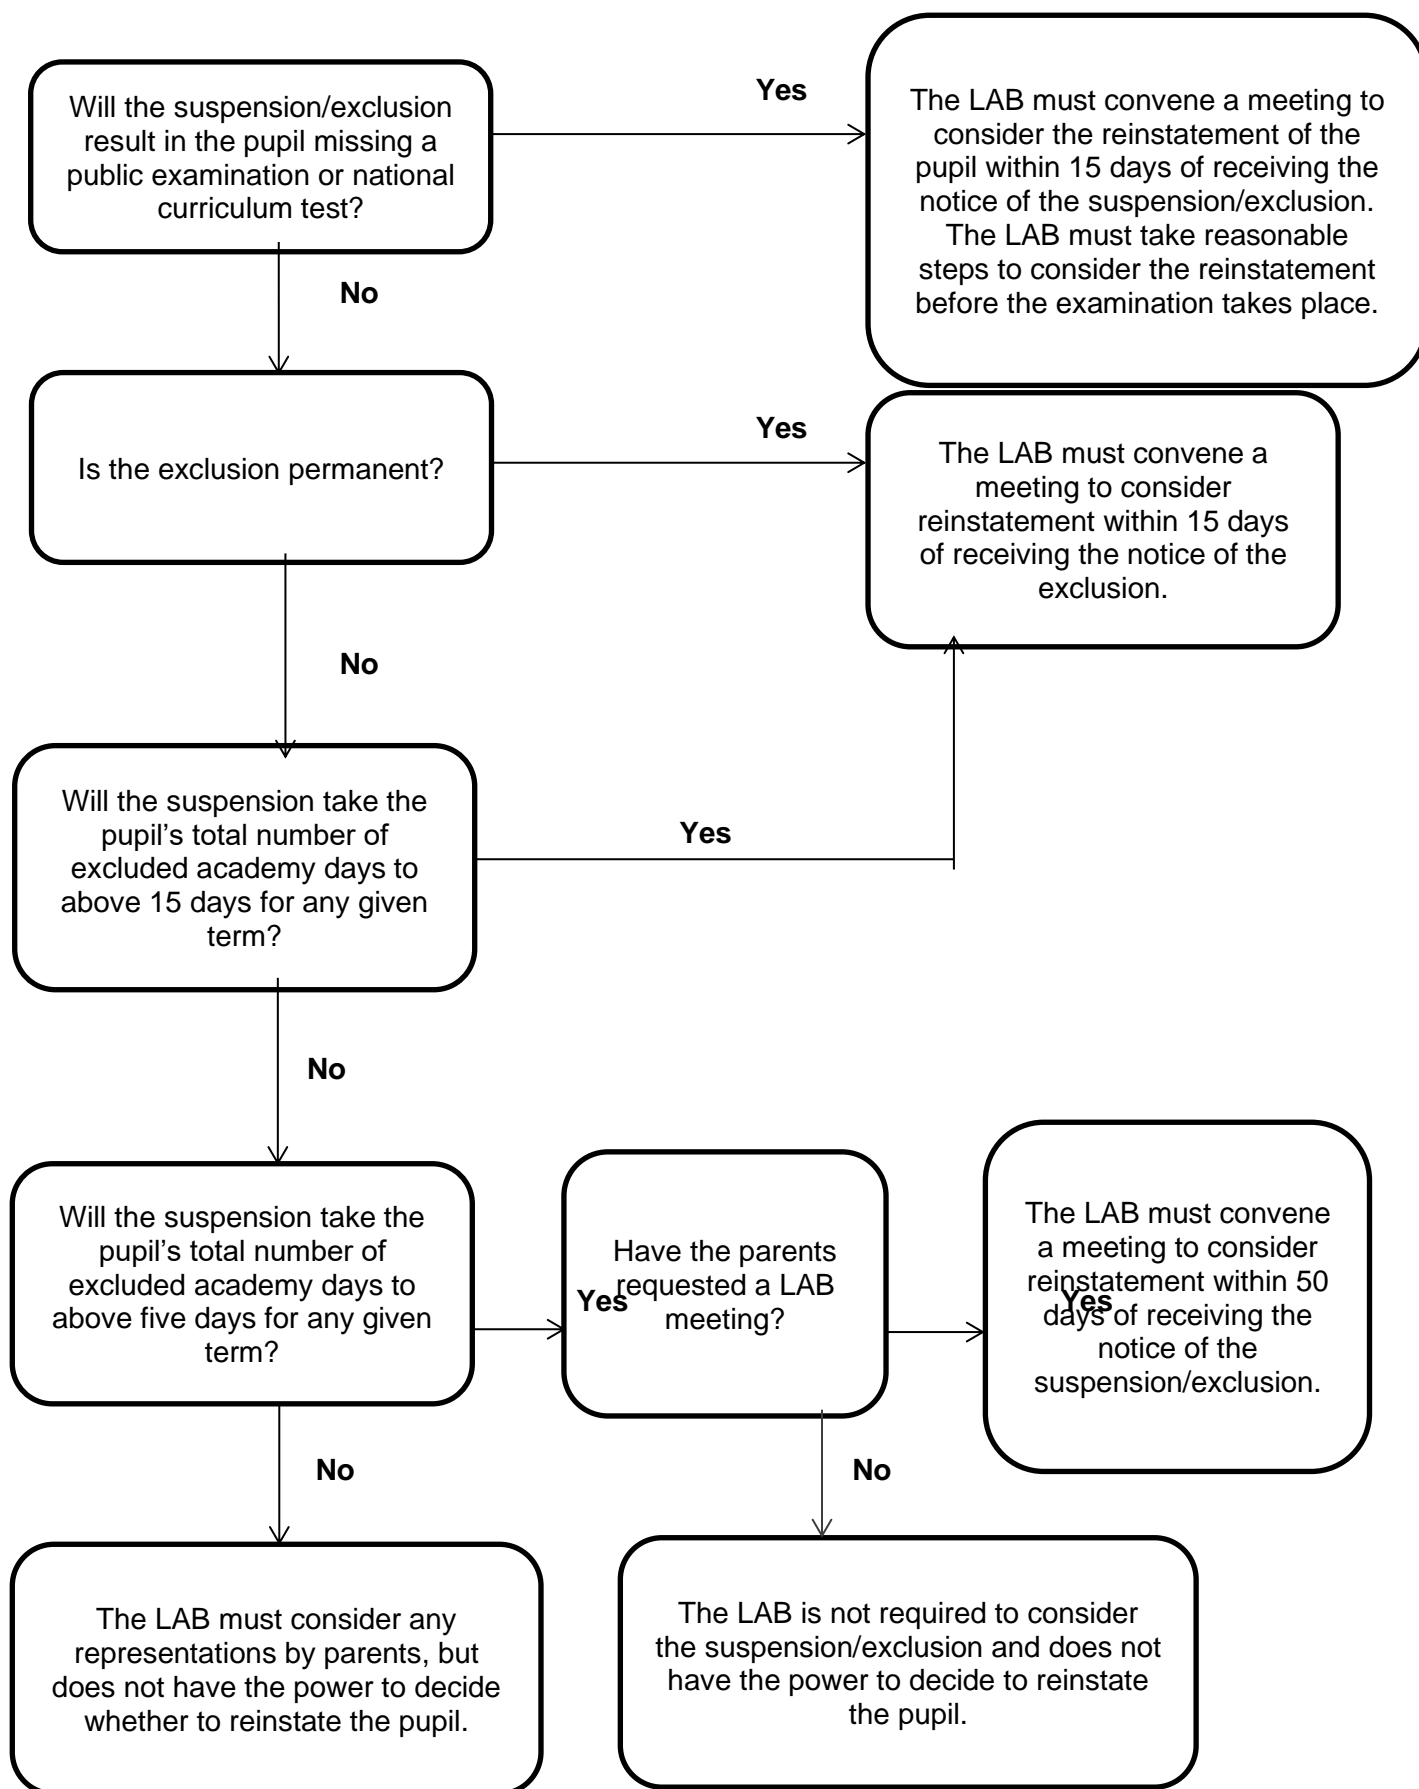 Will the suspension/exclusion
result in the pupil missing a
public examination or national
curriculum test?
Yes
The LAB must convene a meeting to
consider the reinstatement of the
pupil within 15 days of receiving the
notice of the suspension/exclusion.
The LAB must take reasonable
steps to consider the reinstatement
before the examination takes place.
No
Is the exclusion permanent?
Yes
The LAB must convene a
meeting to consider
reinstatement within 15 days
of receiving the notice of the
exclusion.
No
Will the suspension take the
pupil’s total number of
excluded academy days to
above 15 days for any given
term?
Yes
No
Will the suspension take the
pupil’s total number of
excluded academy days to
above five days for any given
term?
Yes
Have the parents
requested a LAB
meeting?
Yes
The LAB must convene
a meeting to consider
reinstatement within 50
days of receiving the
notice of the
suspension/exclusion.
No
No
The LAB must consider any
representations by parents, but
does not have the power to decide
whether to reinstate the pupil.
The LAB is not required to consider
the suspension/exclusion and does not
have the power to decide to reinstate
the pupil.